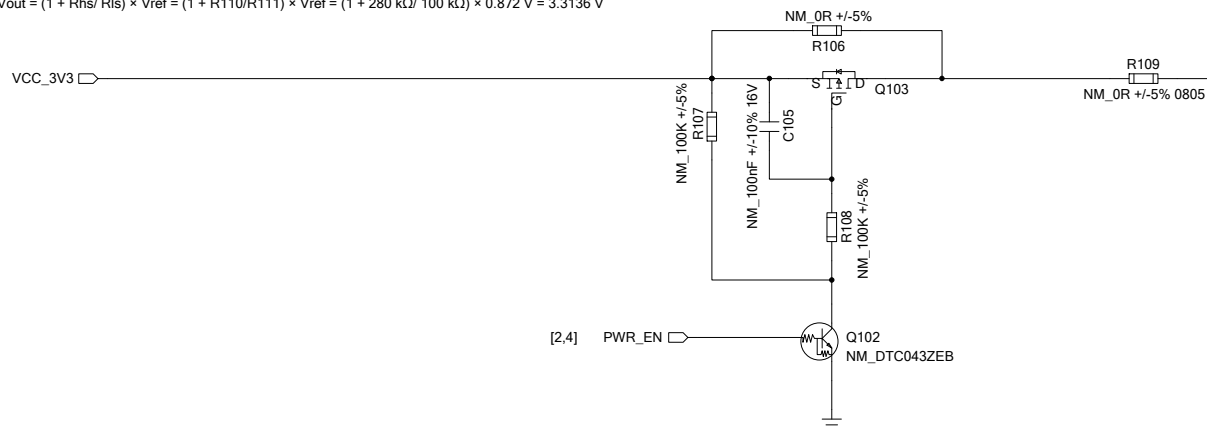 Vout = (1 + Rhs/ Rls) × Vref = (1 + R110/R111) × Vref = (1 + 280 kΩ/ 100 kΩ) × 0.872 V = 3.3136 V
NM_0R +/-5%
R106
VCC_3V3
S
D
G
Q103
R109
NM_0R +/-5% 0805
NM_100K +/-5%
R107
NM_100nF +/-10% 16V
C105
R108
NM_100K +/-5%
[2,4]
PWR_EN
Q102
NM_DTC043ZEB